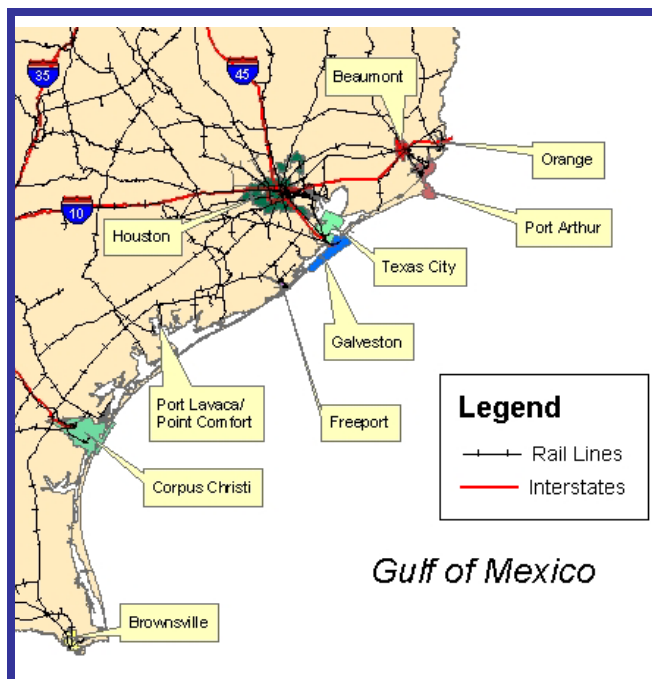 35
45
Beaumont
Orange
10
Houston
Port Arthur
Texas City
Galveston
Port Lavaca/
Point Comfort
Freeport
Legend
Rail Lines
Interstates
Corpus Christi
Gulf of Mexico
Brownsville